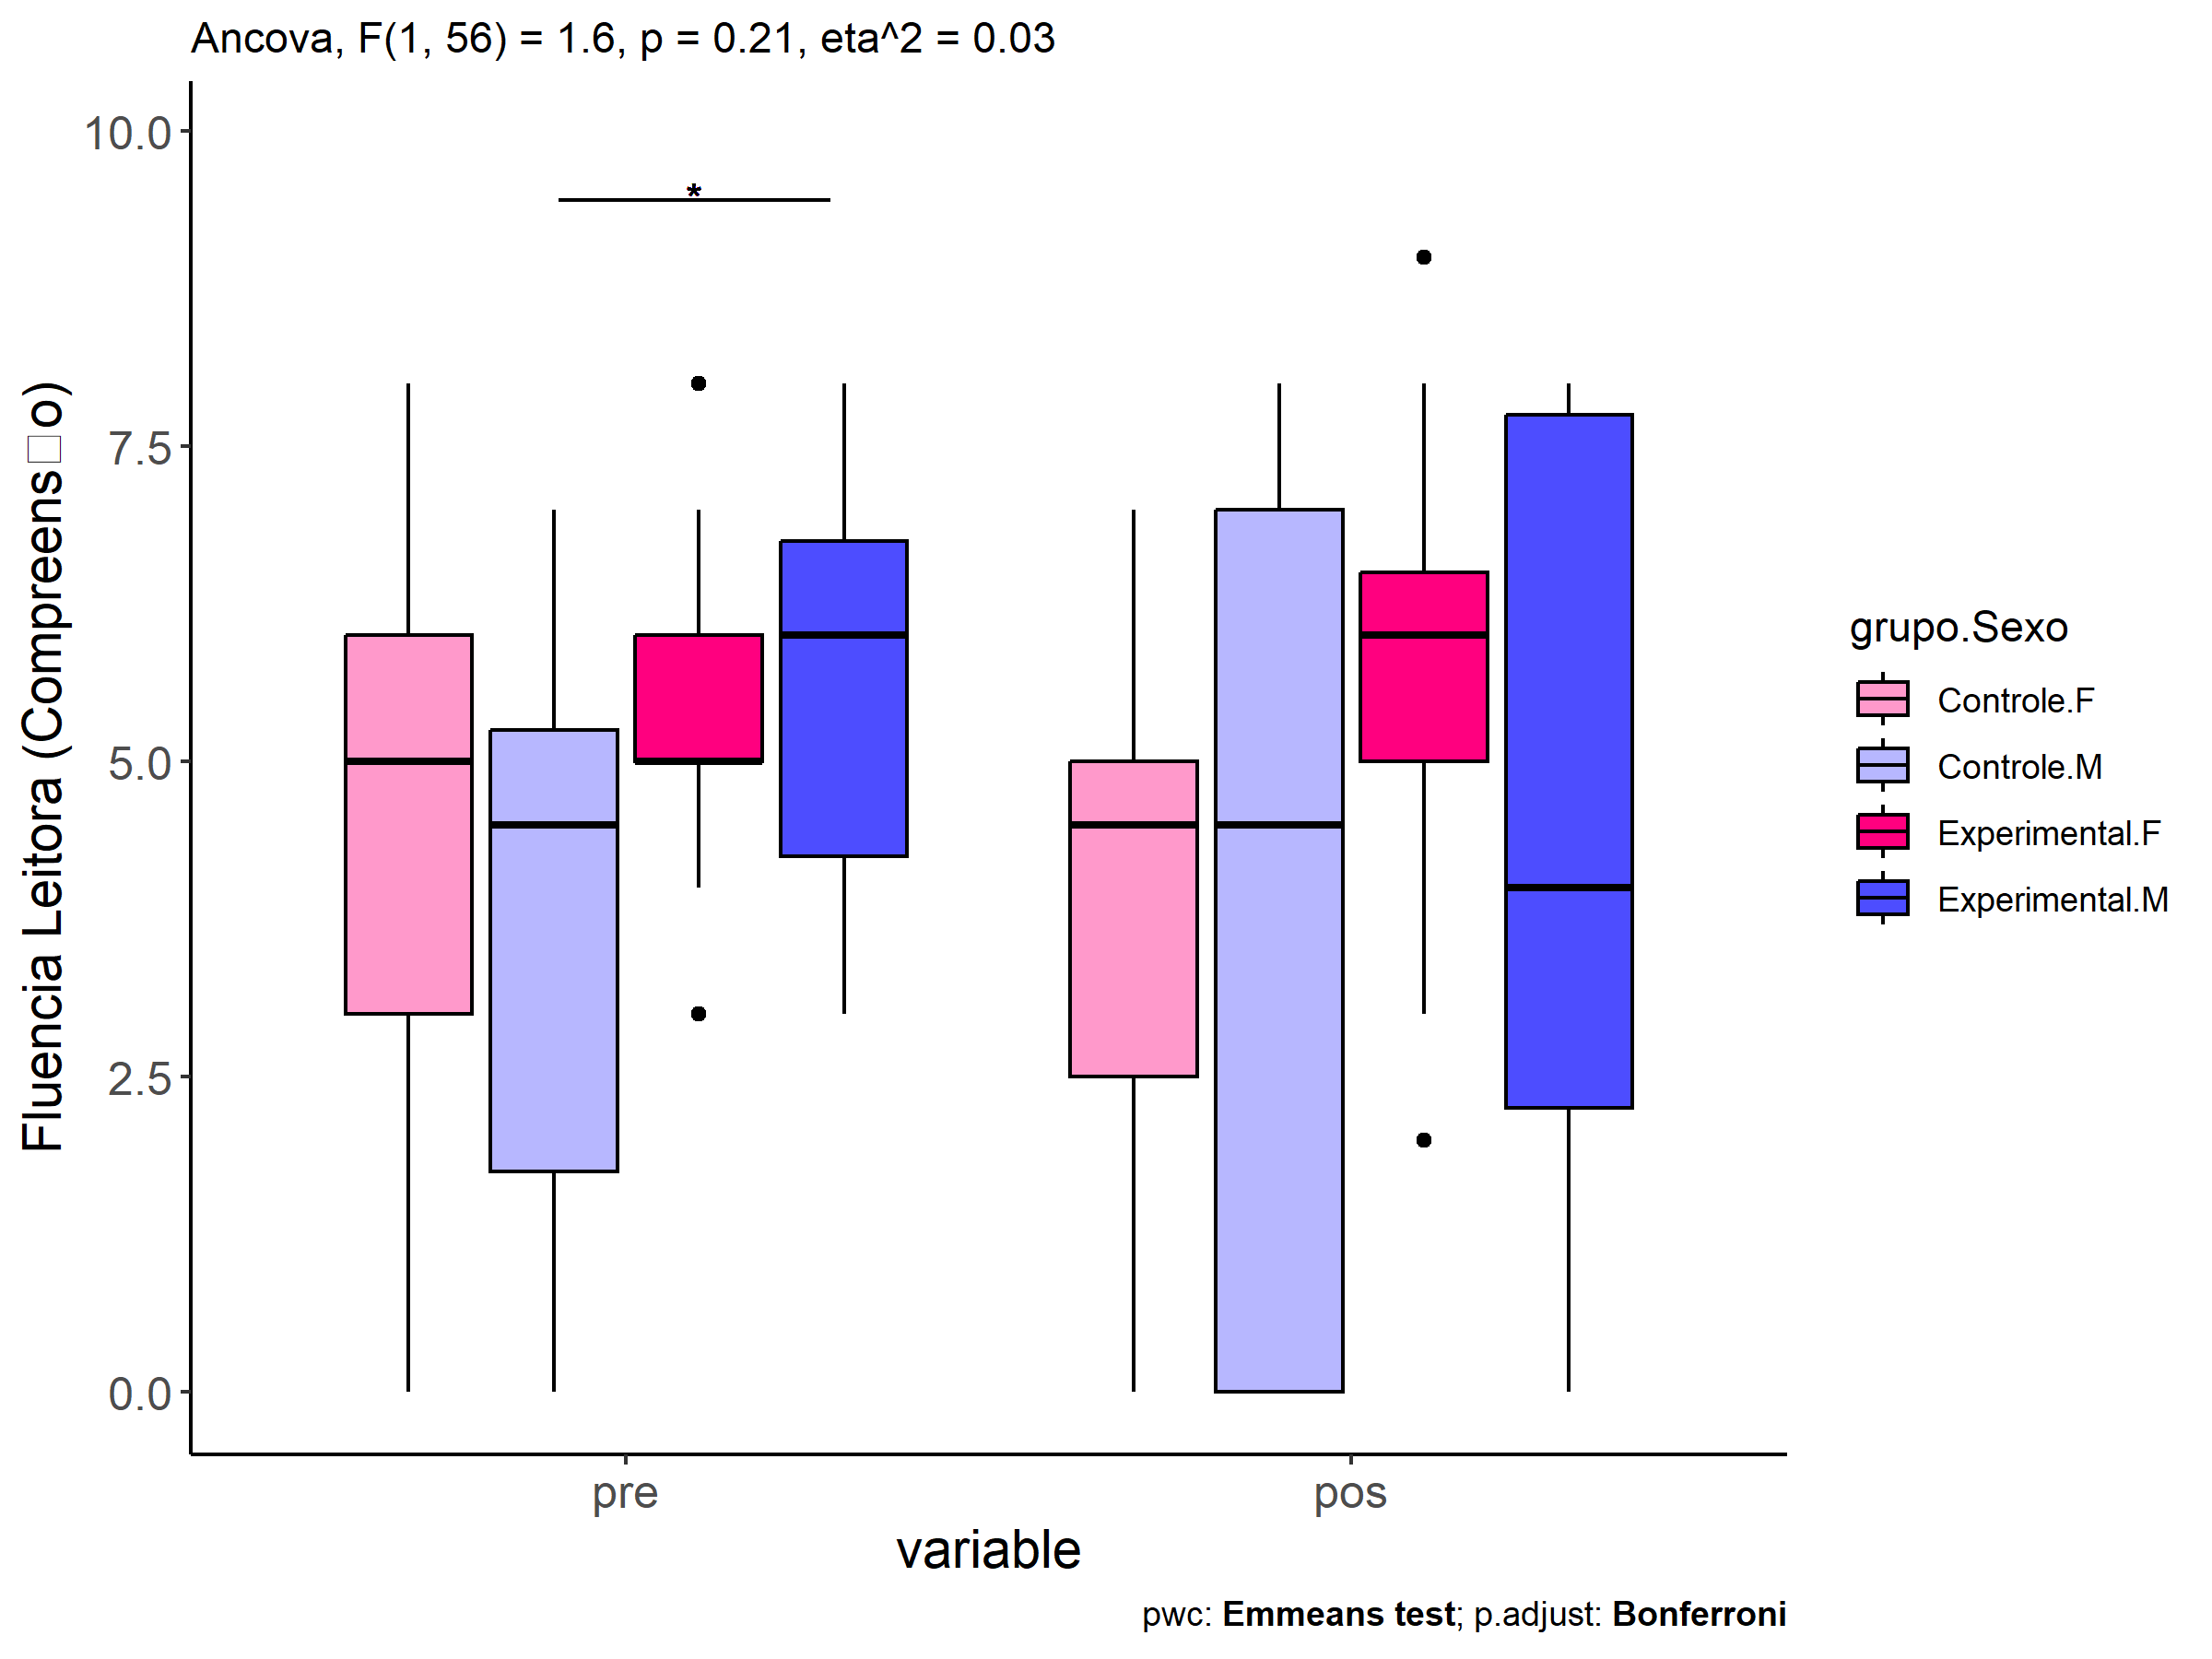 Ancova, F(1, 56) = 1.6, p = 0.21, eta^2 = 0.03
10.0
7.5
5.0
2.5
0.0
Fluencia Leitora (Compreens□o)
*
pre
pos
variable
grupo.Sexo
Controle.F
Controle.M
Experimental.F
Experimental.M
pwc: Emmeans test; p.adjust: Bonferroni